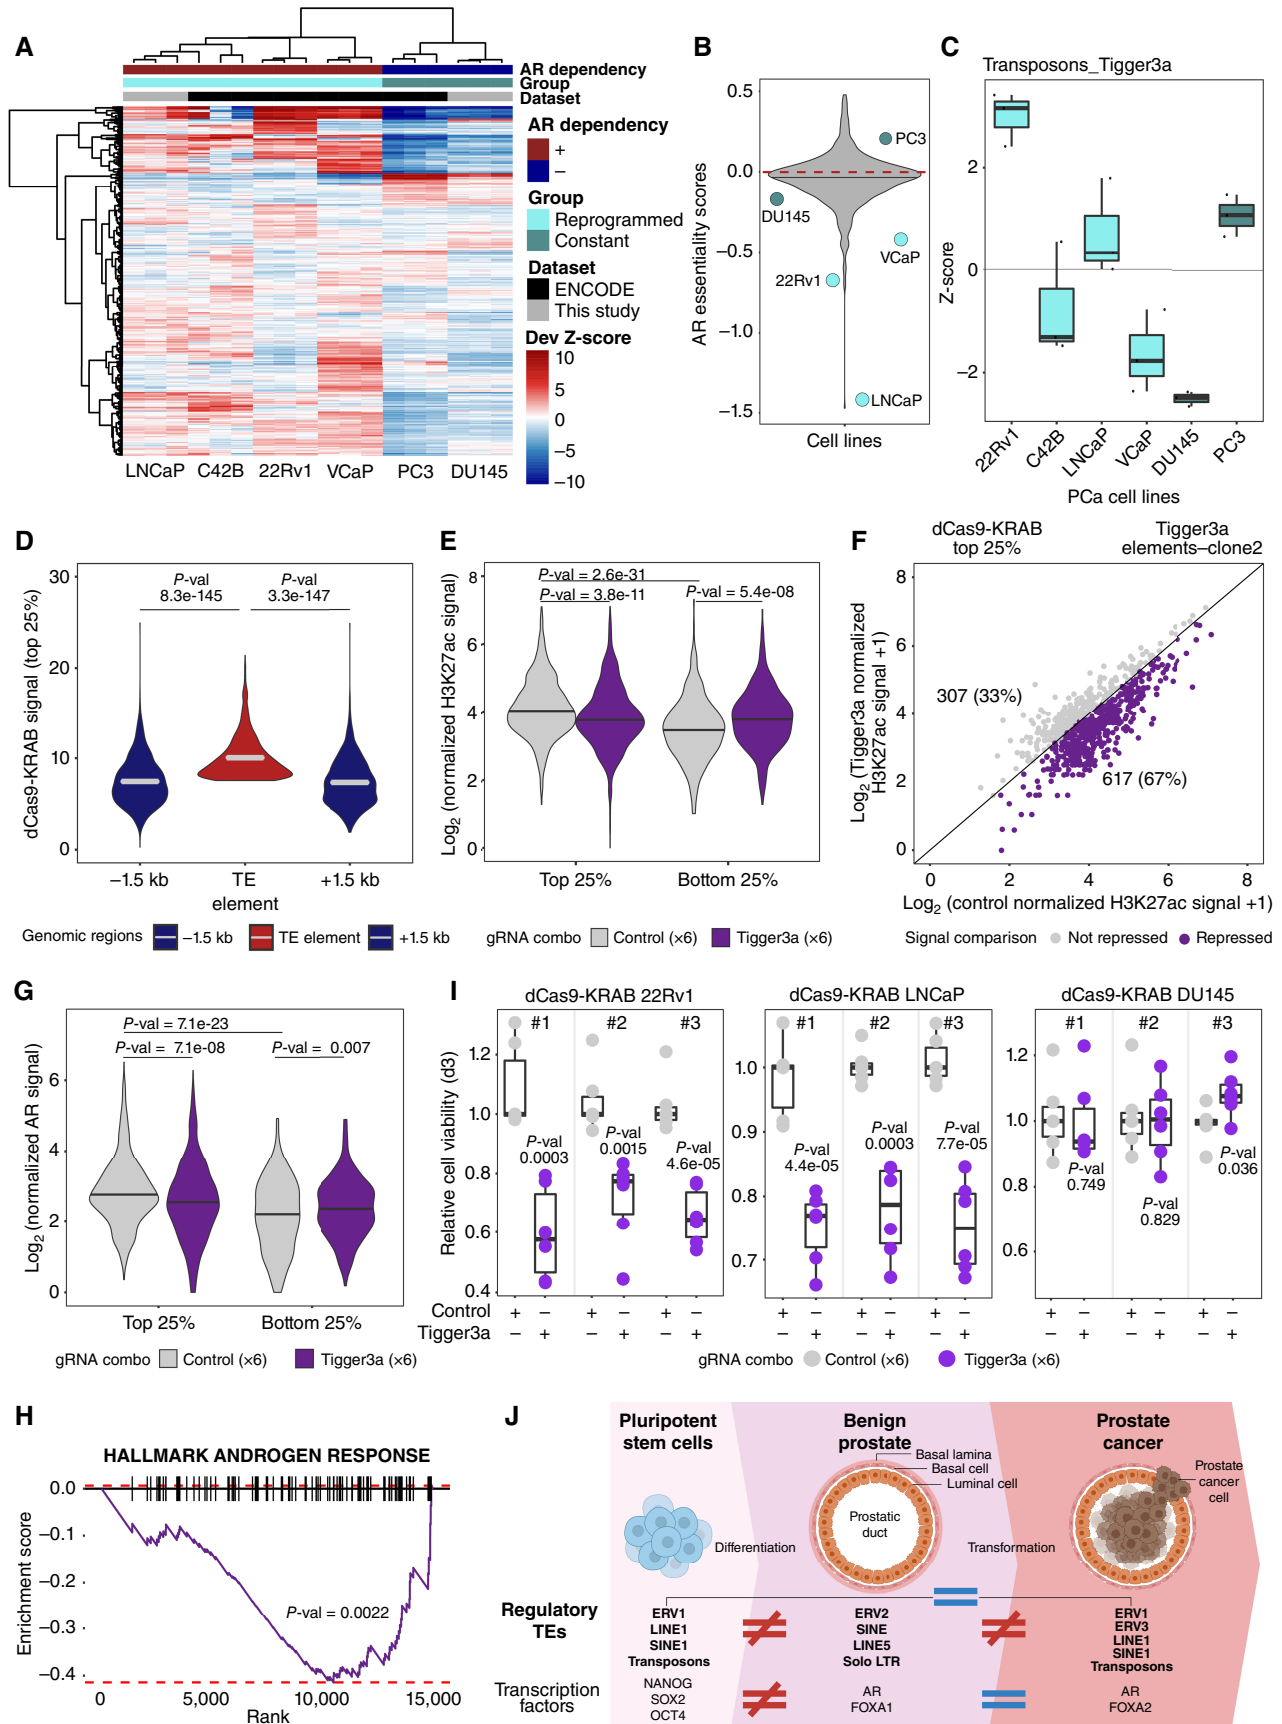 A
AR dependency
Group
Dataset
AR dependency
+
–
Group
Reprogrammed
Constant
Dataset
ENCODE
This study
Dev Z-score
10
5
0
−5
−10
LNCaP C42B 22Rv1 VCaP PC3 DU145
B
AR essentiality scores
0.5
0.0
−0.5
−1.0
−1.5
PC3
DU145
VCaP
22Rv1
LNCaP
Cell lines
C
Transposons_Tigger3a
Z-score
2
0
−2
22Rv1 C42B LNCaP VCaP DU145 PC3
PCa cell lines
D
dCas9-KRAB signal (top 25%)
30
20
10
0
P-val
8.3e-145
P-val
3.3e-147
−1.5 kb TE +1.5 kb
element
Genomic regions −1.5 kb TE element +1.5 kb
E
Log2 (normalized H3K27ac signal)
8
6
4
2
0
P-val = 2.6e-31
P-val = 3.8e-11
P-val = 5.4e-08
Top 25% Bottom 25%
gRNA combo Control (×6) Tigger3a (×6)
F
dCas9-KRAB
top 25%
Tigger3a
elements–clone2
Log2 (Tigger3a normalized
H3K27ac signal +1)
8
6
4
2
0
307 (33%)
617 (67%)
0 2 4 6 8
Log2 (control normalized H3K27ac signal +1)
Signal comparison Not repressed Repressed
G
Log2 (normalized AR signal)
6
4
2
0
P-val = 7.1e-23
P-val = 7.1e-08
P-val = 0.007
Top 25% Bottom 25%
gRNA combo Control (×6) Tigger3a (×6)
I
Relative cell viability (d3)
dCas9-KRAB 22Rv1
#1 #2 #3
1.2
1.0
0.8
0.6
0.4
P-val
0.0003
P-val
0.0015
P-val
4.6e-05
dCas9-KRAB LNCaP
#1 #2 #3
1.0
0.9
0.8
0.7
P-val
4.4e-05
P-val
0.0003
P-val
7.7e-05
dCas9-KRAB DU145
#1 #2 #3
1.2
1.0
0.8
0.6
P-val
0.749
P-val
0.829
P-val
0.036
Control + – + – + – + – + – + – + – + – + –
Tigger3a – + – + – + – + – + – + – + – + – +
gRNA combo Control (×6) Tigger3a (×6)
H
HALLMARK ANDROGEN RESPONSE
Enrichment score
0.0
−0.1
−0.2
−0.3
−0.4
P-val = 0.0022
0 5,000 10,000 15,000
Rank
J
Pluripotent
stem cells
Benign
prostate
Prostate
cancer
Basal lamina
Basal cell
Luminal cell
Prostatic
duct
Prostate
cancer
cell
Differentiation
Transformation
Regulatory
TEs
ERV1
LINE1
SINE1
Transposons
ERV2
SINE
LINE5
Solo LTR
ERV1
ERV3
LINE1
SINE1
Transposons
Transcription
factors
NANOG
SOX2
OCT4
AR
FOXA1
AR
FOXA2